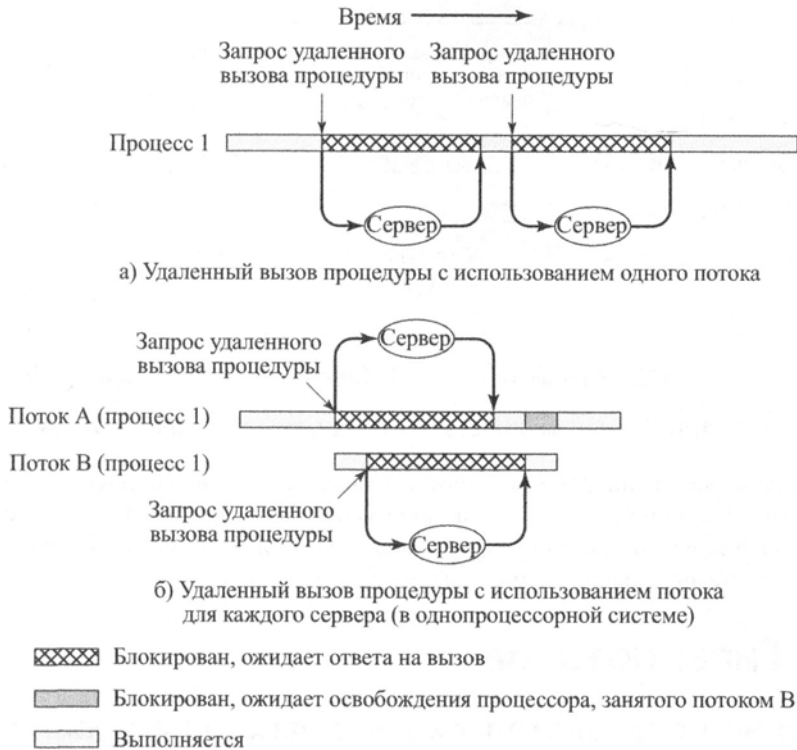 Время
Запрос удаленного
вызова процедуры
Запрос удаленного
вызова процедуры
Процесс 1
Сервер
Сервер
а) Удаленный вызов процедуры с использованием одного потока
Запрос удаленного
вызова процедуры
Сервер
Поток A (процесс 1)
Поток B (процесс 1)
Запрос удаленного
вызова процедуры
Сервер
б) Удаленный вызов процедуры с использованием потока
для каждого сервера (в однопроцессорной системе)
Блокирован, ожидает ответа на вызов
Блокирован, ожидает освобождения процессора, занятого потоком B
Выполняется